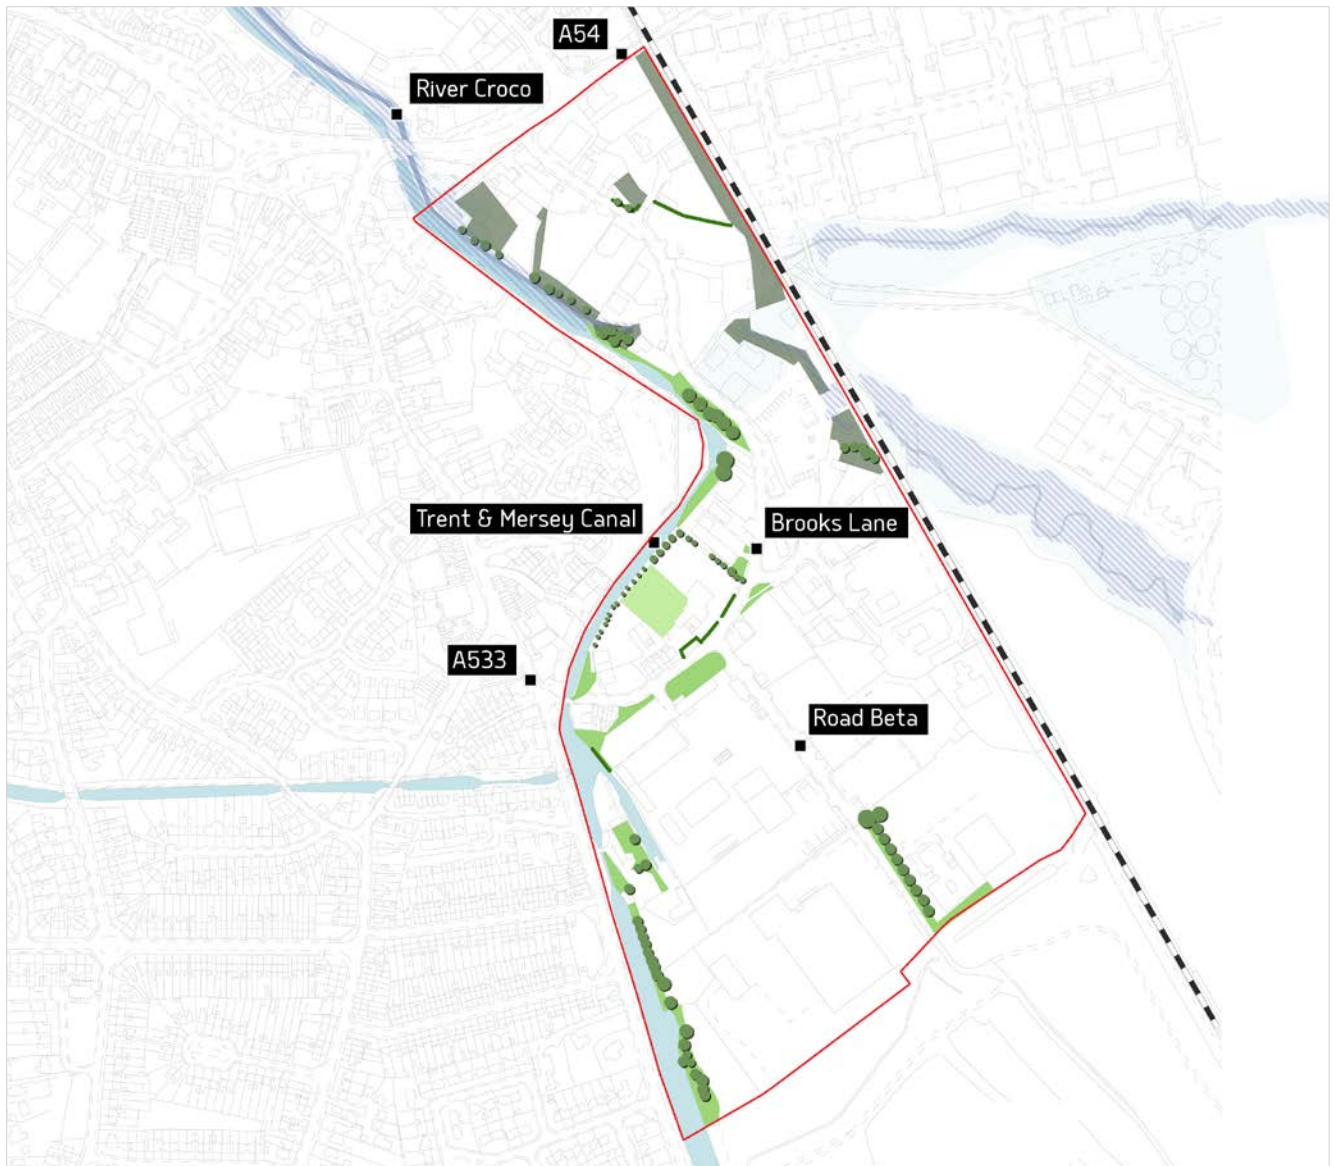 A54
River Croco
Trent & Mersey Canal
Brooks Lane
A533
Road Beta